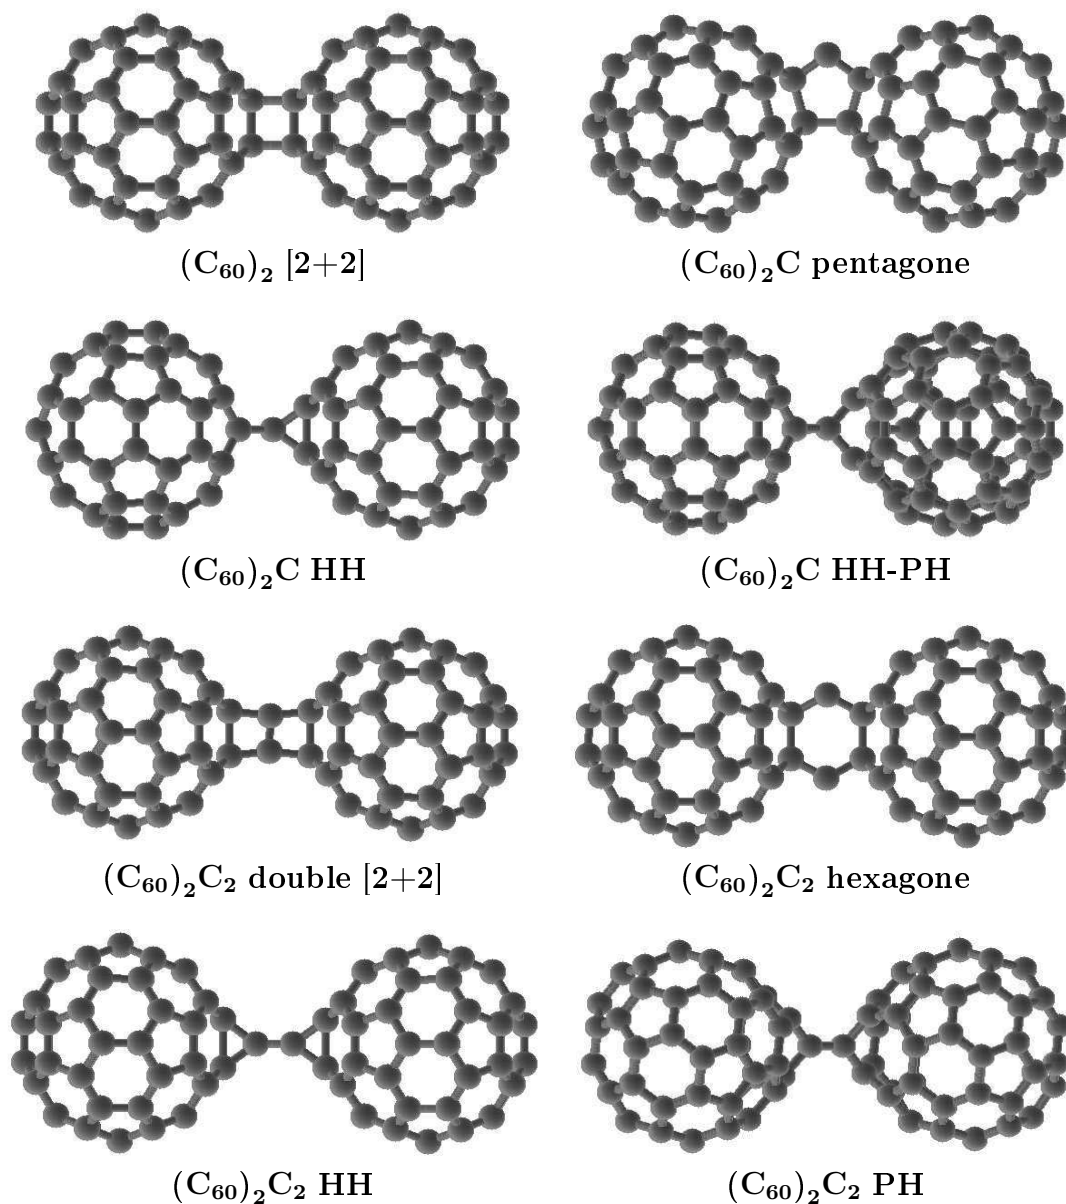 (C₆₀)₂ [2+2]
(C₆₀)₂C pentagone
(C₆₀)₂C HH
(C₆₀)₂C HH-PH
(C₆₀)₂C₂ double [2+2]
(C₆₀)₂C₂ hexagone
(C₆₀)₂C₂ HH
(C₆₀)₂C₂ PH